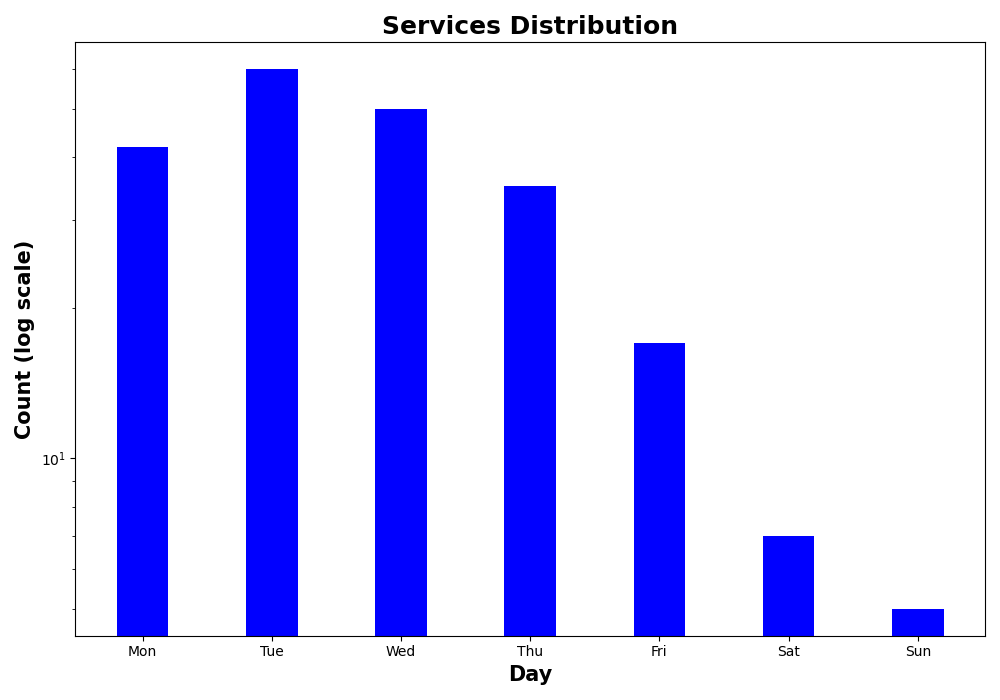 Services Distribution
Count (log scale)
10¹
Mon Tue Wed Thu Fri Sat Sun
Day